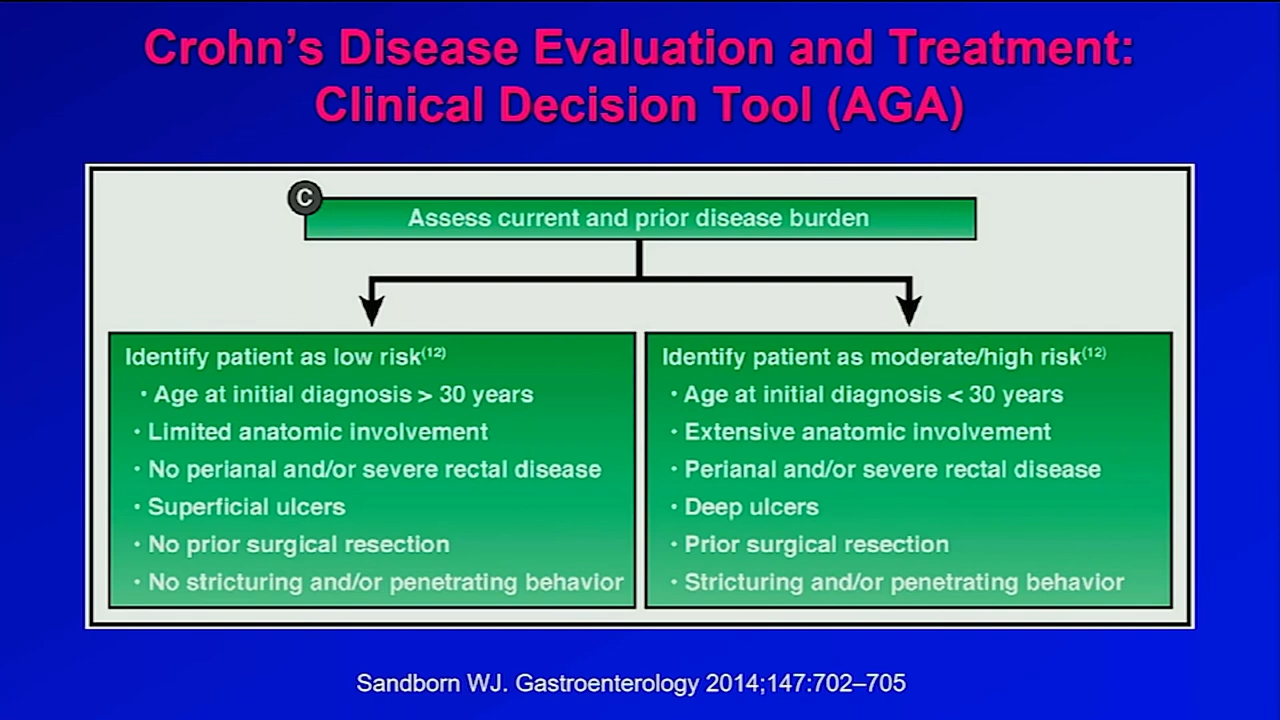 Crohn’s Disease Evaluation and Treatment:
Clinical Decision Tool (AGA)
C
Assess current and prior disease burden
Identify patient as low risk(12)
• Age at initial diagnosis > 30 years
• Limited anatomic involvement
• No perianal and/or severe rectal disease
• Superficial ulcers
• No prior surgical resection
• No stricturing and/or penetrating behavior
Identify patient as moderate/high risk(12)
• Age at initial diagnosis < 30 years
• Extensive anatomic involvement
• Perianal and/or severe rectal disease
• Deep ulcers
• Prior surgical resection
• Stricturing and/or penetrating behavior
Sandborn WJ. Gastroenterology 2014;147:702–705